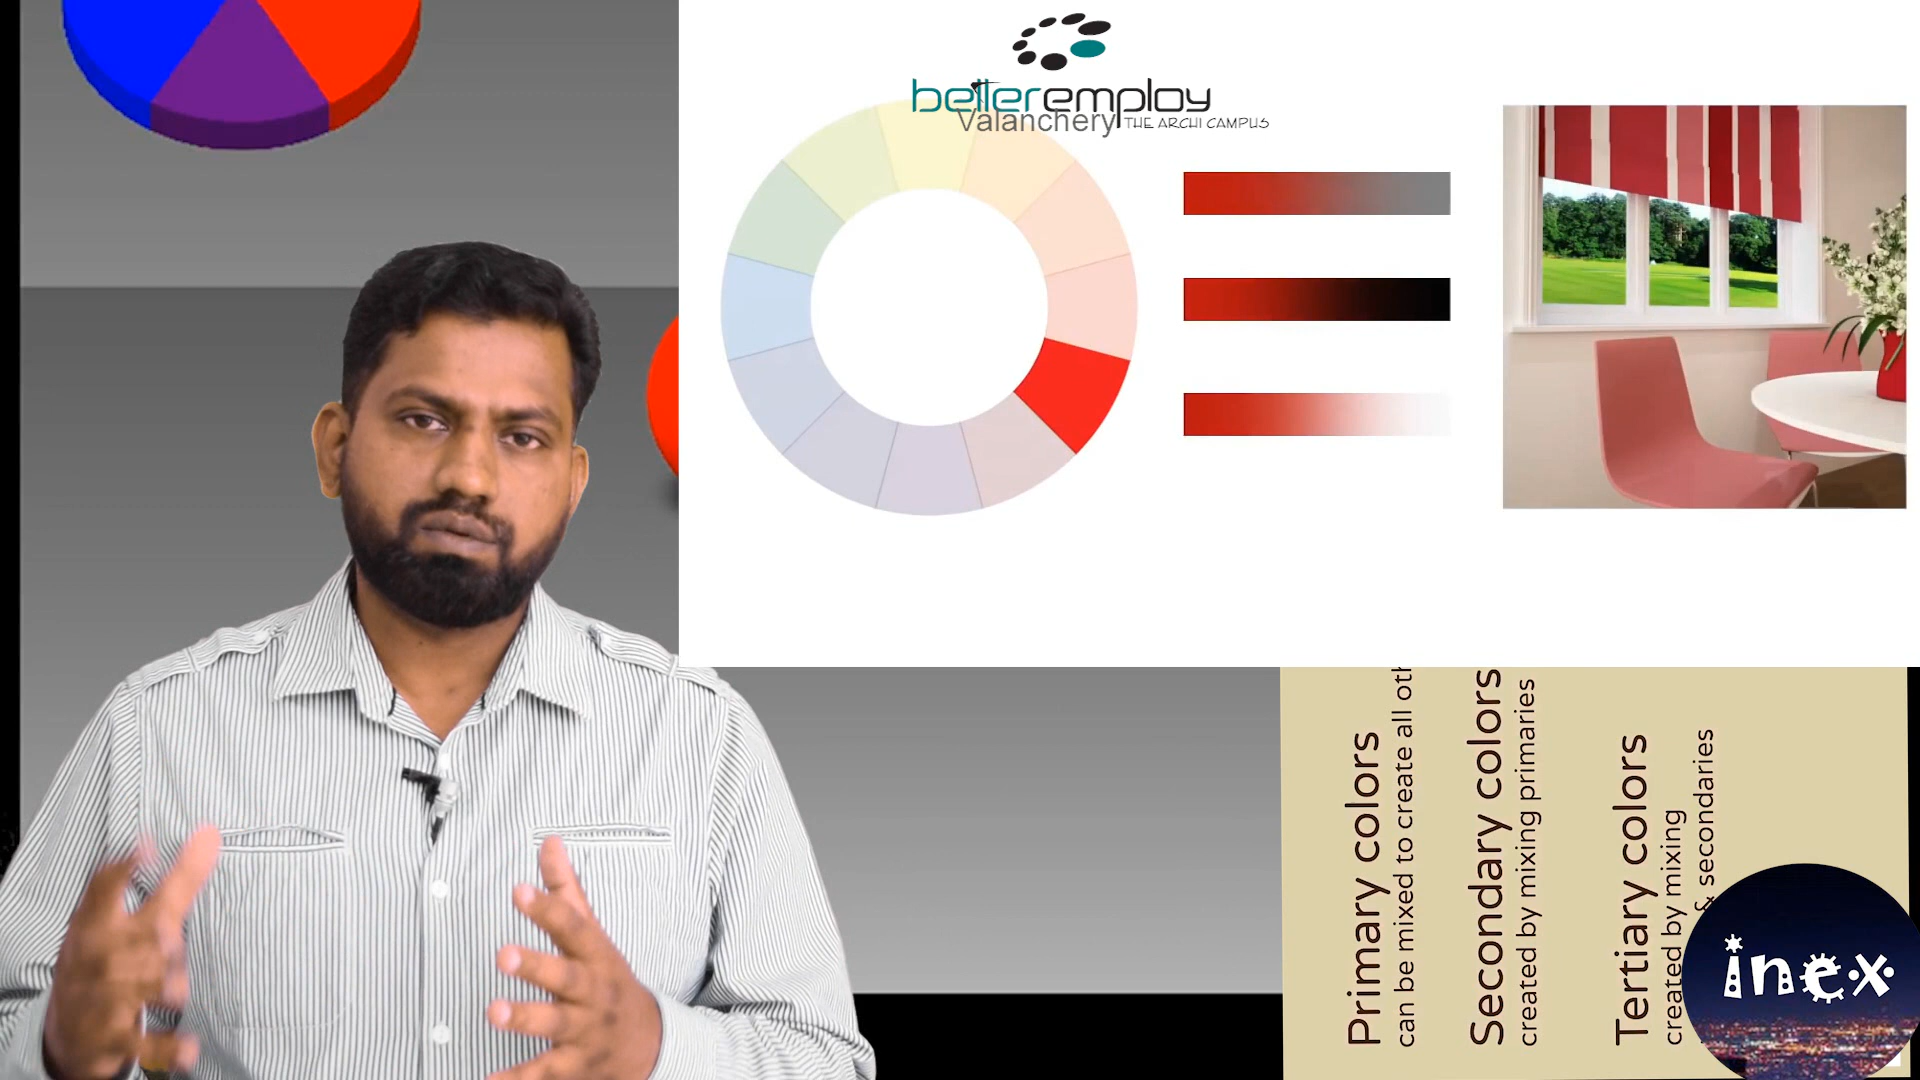 betteremploy
Valanchery THE ARCHI CAMPUS
Primary colors
can be mixed to create all oth
Secondary colors
created by mixing primaries
Tertiary colors
created by mixing
& secondaries
inex